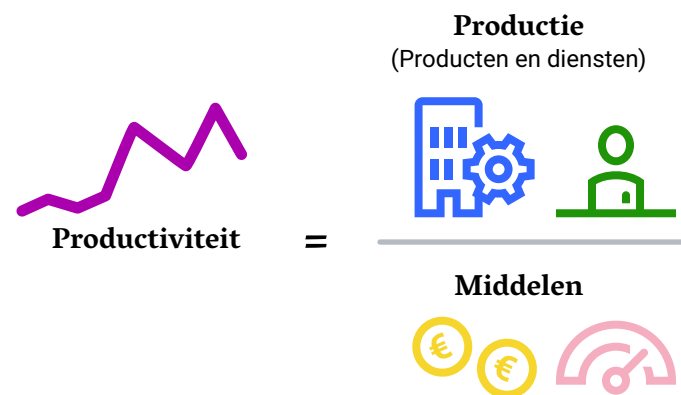 Productie
(Producten en diensten)
Productiviteit
=
Middelen
€
€